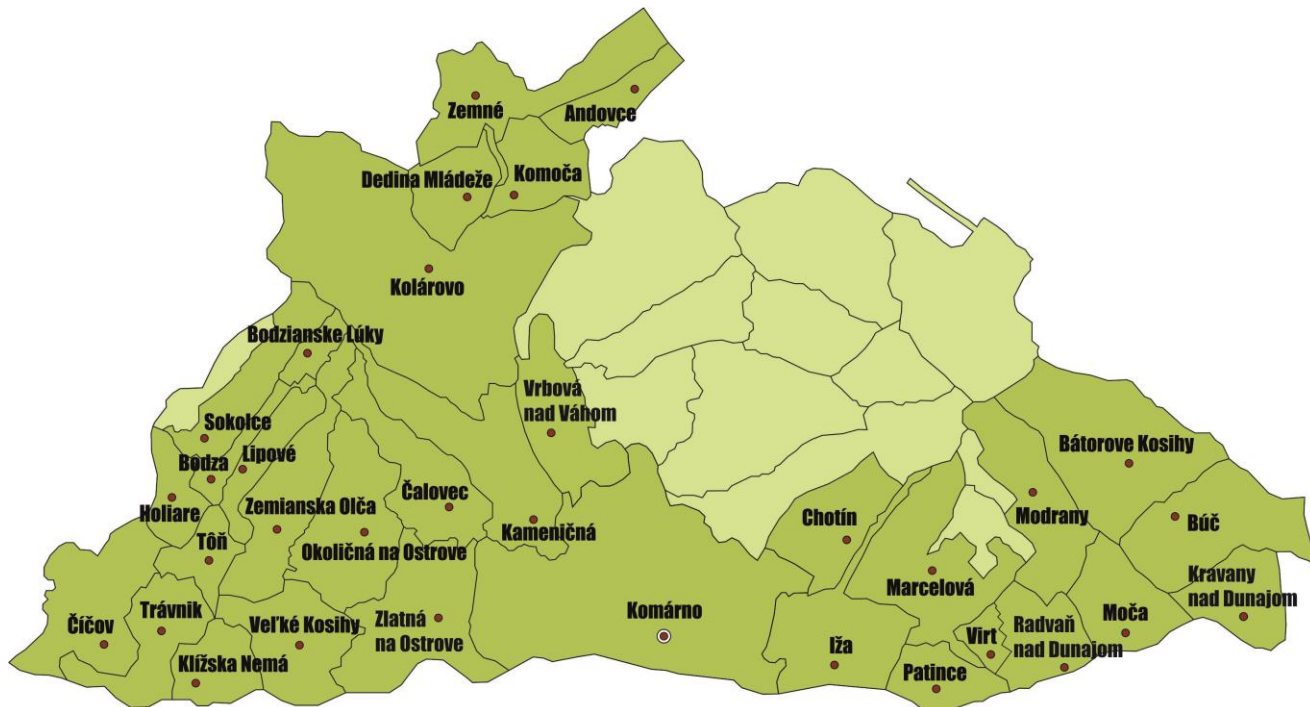 Zemné
Andovce
Dedina Mládeže
Komoča
Kolárovo
Bodzianske Lúky
Vrbová
nad Váhom
Sokolce
Bodza
Lipové
Holiare
Zemianska Olča
Čalovec
Kameničná
Tôň
Okoličná na Ostrove
Chotín
Modrany
Bátorove Kosihy
Búč
Marcelová
Kravany
nad Dunajom
Číčov
Trávnik
Klížska Nemá
Veľké Kosihy
Zlatná
na Ostrove
Komárno
Iža
Patince
Virt
Radvaň
nad Dunajom
Moča